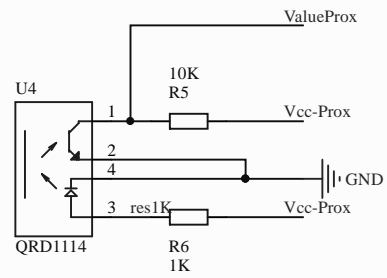 ValueProx
10K
R5
U4
1
Vcc-Prox
2
4
GND
3
res1K
Vcc-Prox
QRD1114
R6
1K